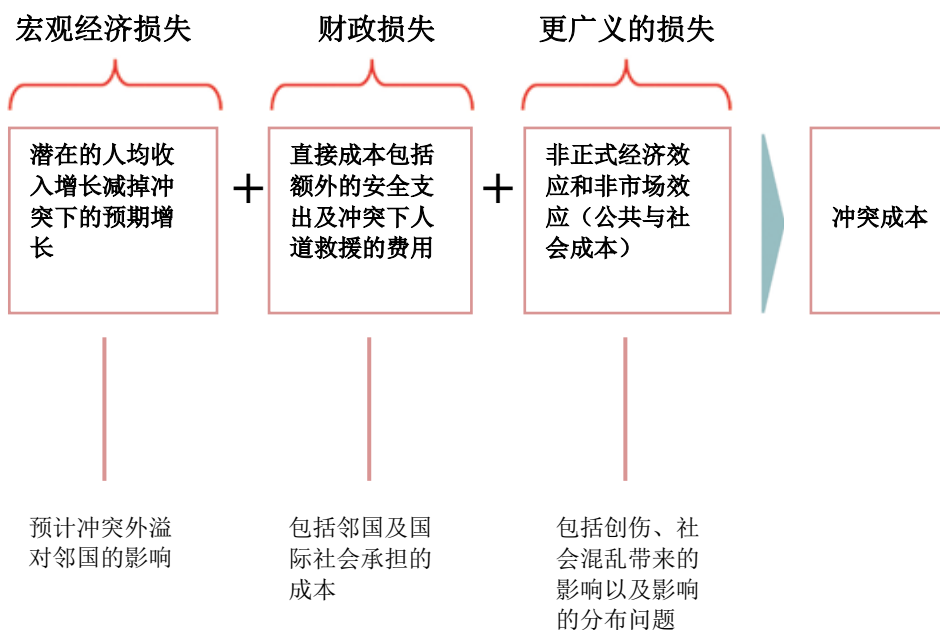 宏观经济损失
财政损失
更广义的损失
潜在的人均收
入增长减掉冲
突下的预期增
长
+
直接成本包括
额外的安全支
出及冲突下人
道救援的费用
+
非正式经济效
应和非市场效
应（公共与社
会成本）
冲突成本
预计冲突外溢
对邻国的影响
包括邻国及国
际社会承担的
成本
包括创伤、社
会混乱带来的
影响以及影响
的分布问题